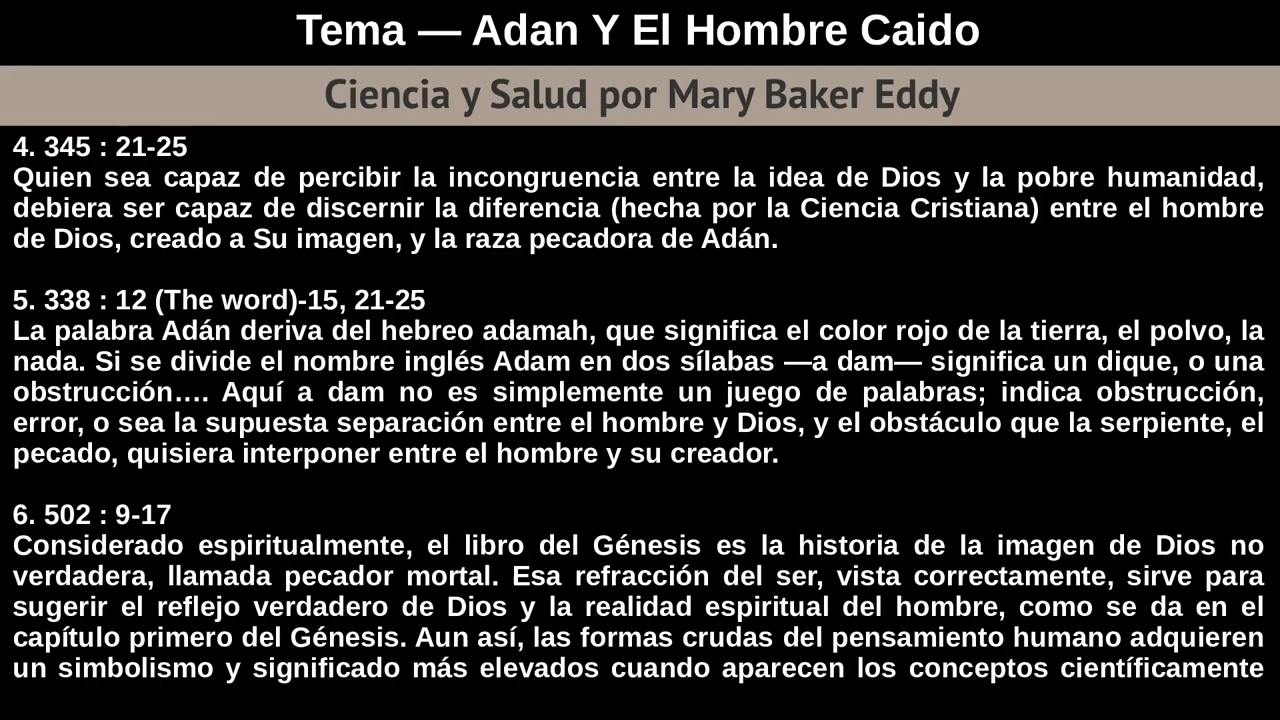 Tema — Adan Y El Hombre Caido
Ciencia y Salud por Mary Baker Eddy
4. 345 : 21-25
Quien sea capaz de percibir la incongruencia entre la idea de Dios y la pobre humanidad,
debiera ser capaz de discernir la diferencia (hecha por la Ciencia Cristiana) entre el hombre
de Dios, creado a Su imagen, y la raza pecadora de Adán.
5. 338 : 12 (The word)-15, 21-25
La palabra Adán deriva del hebreo adamah, que significa el color rojo de la tierra, el polvo, la
nada. Si se divide el nombre inglés Adam en dos sílabas —a dam— significa un dique, o una
obstrucción…. Aquí a dam no es simplemente un juego de palabras; indica obstrucción,
error, o sea la supuesta separación entre el hombre y Dios, y el obstáculo que la serpiente, el
pecado, quisiera interponer entre el hombre y su creador.
6. 502 : 9-17
Considerado espiritualmente, el libro del Génesis es la historia de la imagen de Dios no
verdadera, llamada pecador mortal. Esa refracción del ser, vista correctamente, sirve para
sugerir el reflejo verdadero de Dios y la realidad espiritual del hombre, como se da en el
capítulo primero del Génesis. Aun así, las formas crudas del pensamiento humano adquieren
un simbolismo y significado más elevados cuando aparecen los conceptos científicamente